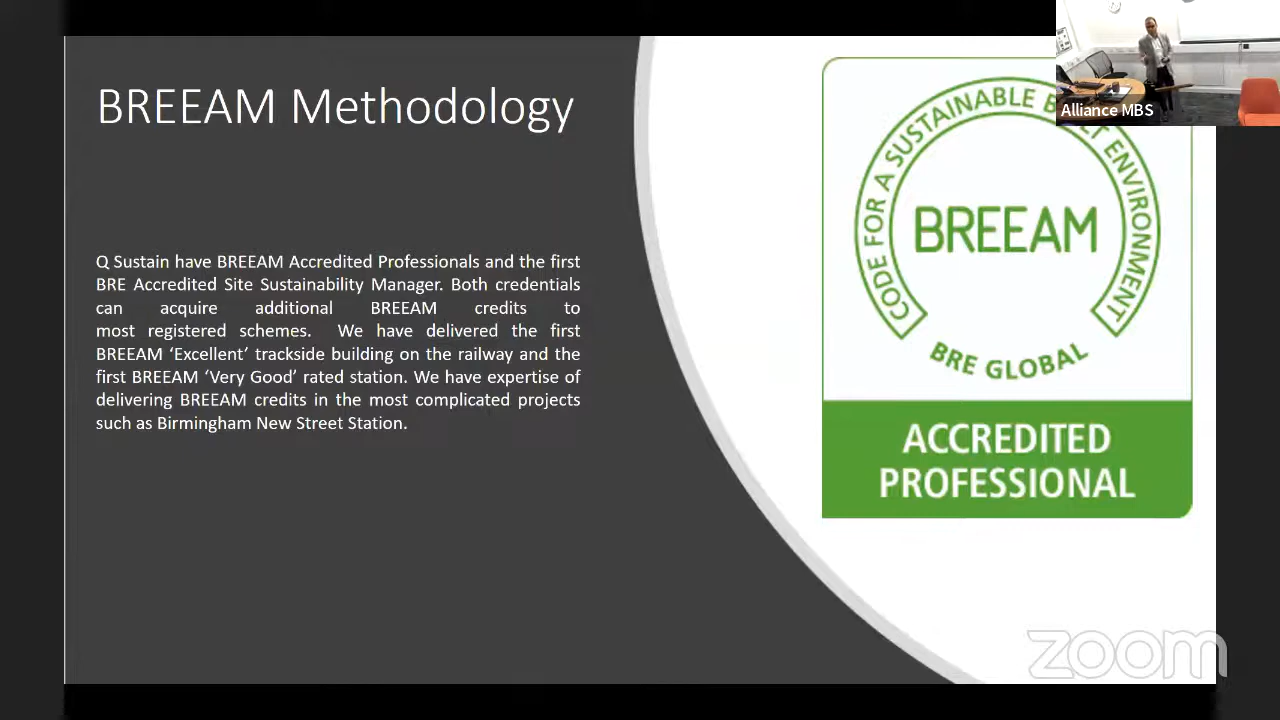 BREEAM Methodology
Q Sustain have BREEAM Accredited Professionals and the first
BRE Accredited Site Sustainability Manager. Both credentials
can acquire additional BREEAM credits to
most registered schemes. We have delivered the first
BREEAM ‘Excellent’ trackside building on the railway and the
first BREEAM ‘Very Good’ rated station. We have expertise of
delivering BREEAM credits in the most complicated projects
such as Birmingham New Street Station.
CODE FOR A SUSTAINABLE ENVIRONMENT
BREEAM
BRE GLOBAL
ACCREDITED
PROFESSIONAL
Alliance MBS
zoom